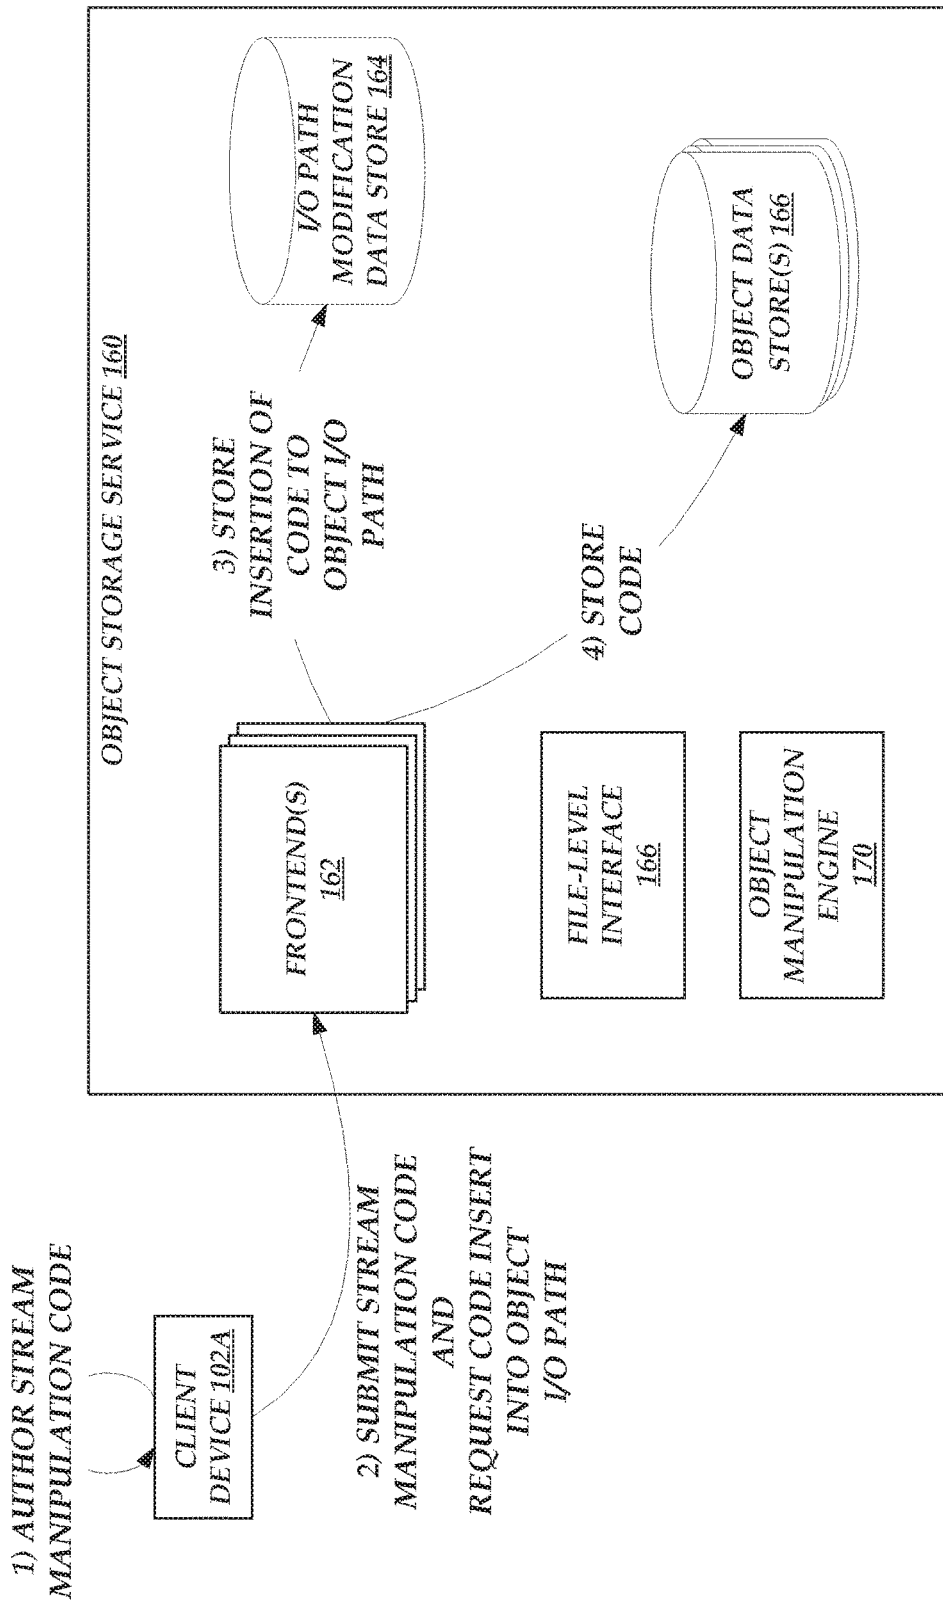 1) AUTHOR STREAM
MANIPULATION CODE
CLIENT
DEVICE 102A
2) SUBMIT STREAM
MANIPULATION CODE
AND
REQUEST CODE INSERT
INTO OBJECT
I/O PATH
OBJECT STORAGE SERVICE 160
FRONTEND(S)
162
3) STORE
INSERTION OF
CODE TO
OBJECT I/O
PATH
I/O PATH
MODIFICATION
DATA STORE 164
4) STORE
CODE
OBJECT DATA
STORE(S) 166
FILE-LEVEL
INTERFACE
166
OBJECT
MANIPULATION
ENGINE
170